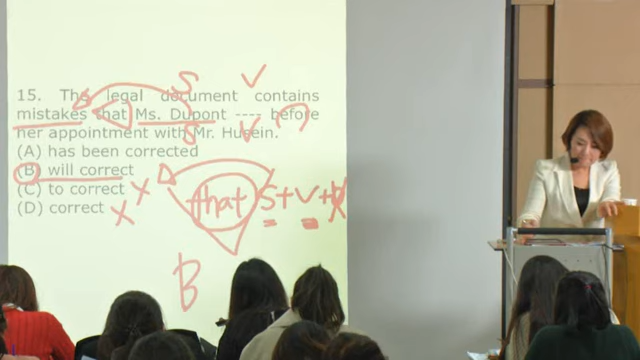 15. The legal document contains
mistakes that Ms. Dupont ---- before
her appointment with Mr. Husein.
(A) has been corrected
(B) will correct
(C) to correct
(D) correct
S V
S V
X X
that S+V+
B